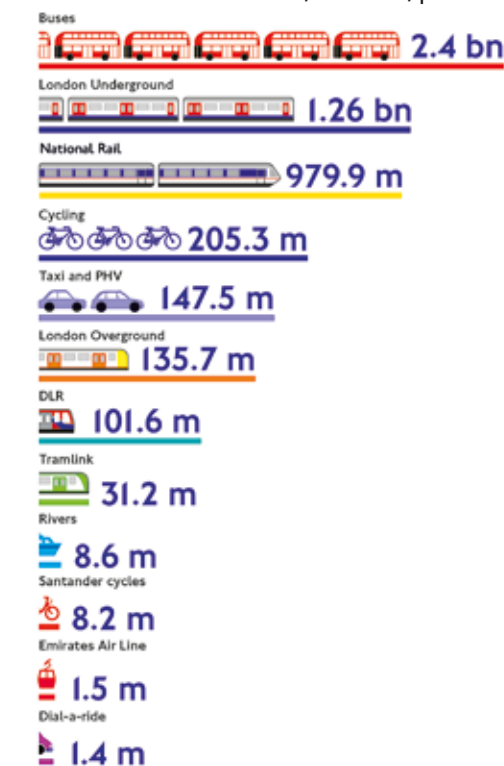 Buses
2.4 bn
London Underground
1.26 bn
National Rail
979.9 m
Cycling
205.3 m
Taxi and PHV
147.5 m
London Overground
135.7 m
DLR
101.6 m
Tramlink
31.2 m
Rivers
8.6 m
Santander cycles
8.2 m
Emirates Air Line
1.5 m
Dial-a-ride
1.4 m